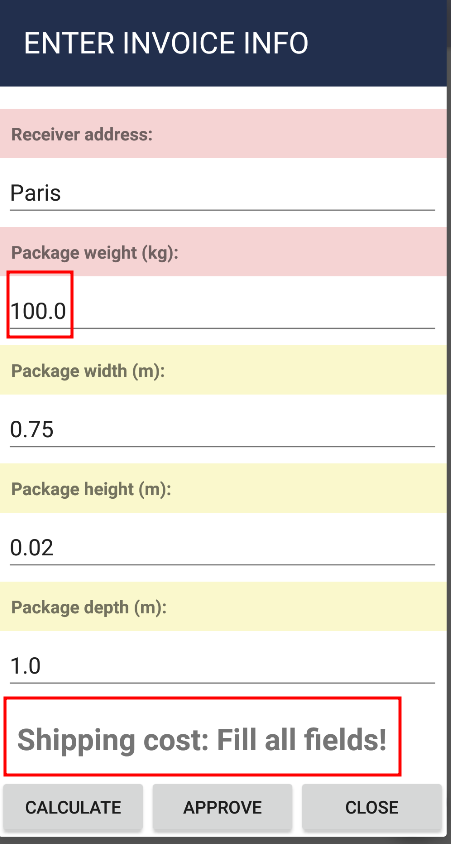 ENTER INVOICE INFO
Receiver address:
Paris
Package weight (kg):
100.0
Package width (m):
0.75
Package height (m):
0.02
Package depth (m):
1.0
Shipping cost: Fill all fields!
CALCULATE APPROVE CLOSE